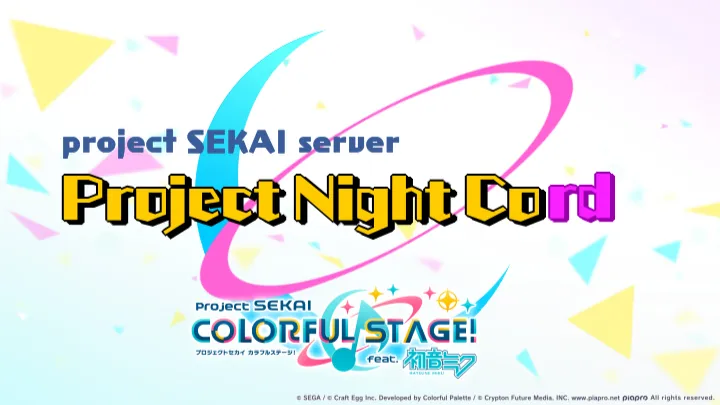 project SEKAI server
Project Night Cord
Project SEKAI
COLORFUL STAGE!
プロジェクトセカイ カラフルステージ!
feat. 初音ミク
HATSUNE MIKU
© SEGA / © Craft Egg Inc. Developed by Colorful Palette / © Crypton Future Media, INC. www.piapro.net piapro All rights reserved.